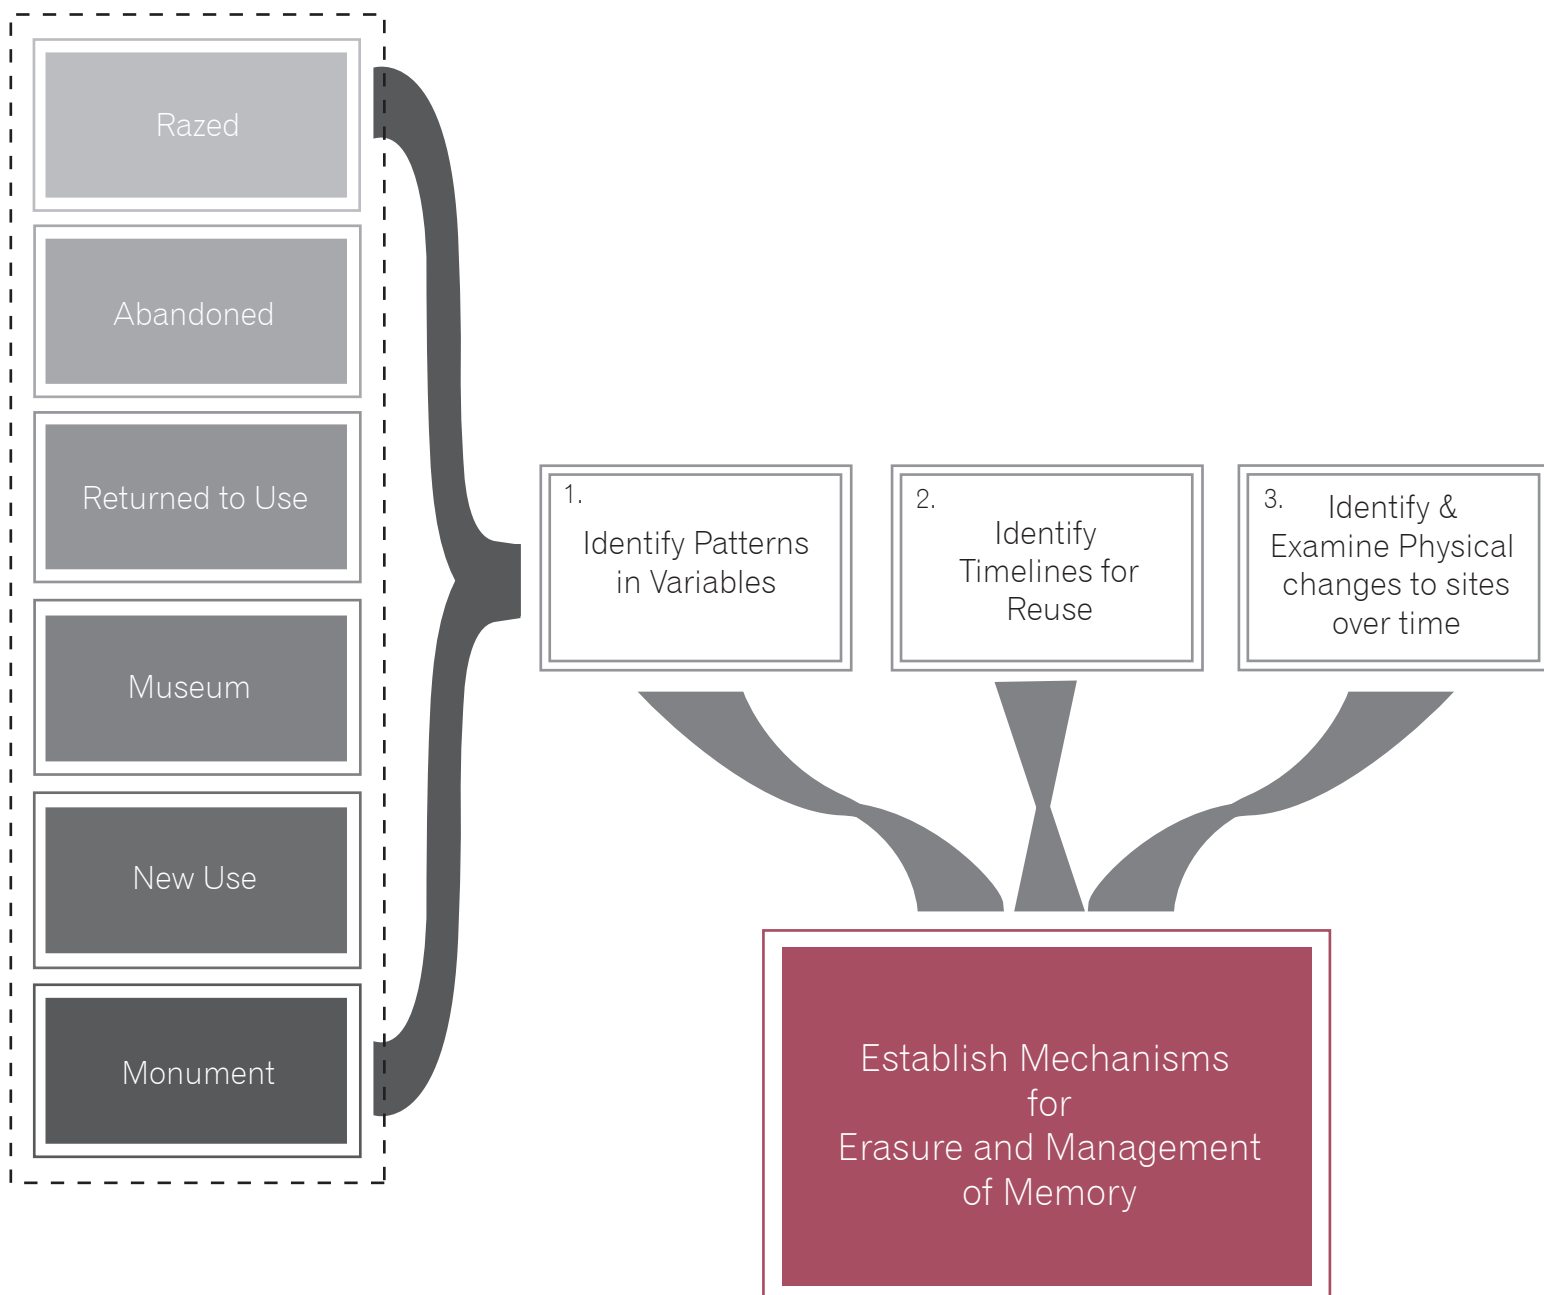 Razed
Abandoned
Returned to Use
Museum
New Use
Monument
1.
Identify Patterns
in Variables
2.
Identify
Timelines for
Reuse
3.
Identify &
Examine Physical
changes to sites
over time
Establish Mechanisms
for
Erasure and Management
of Memory